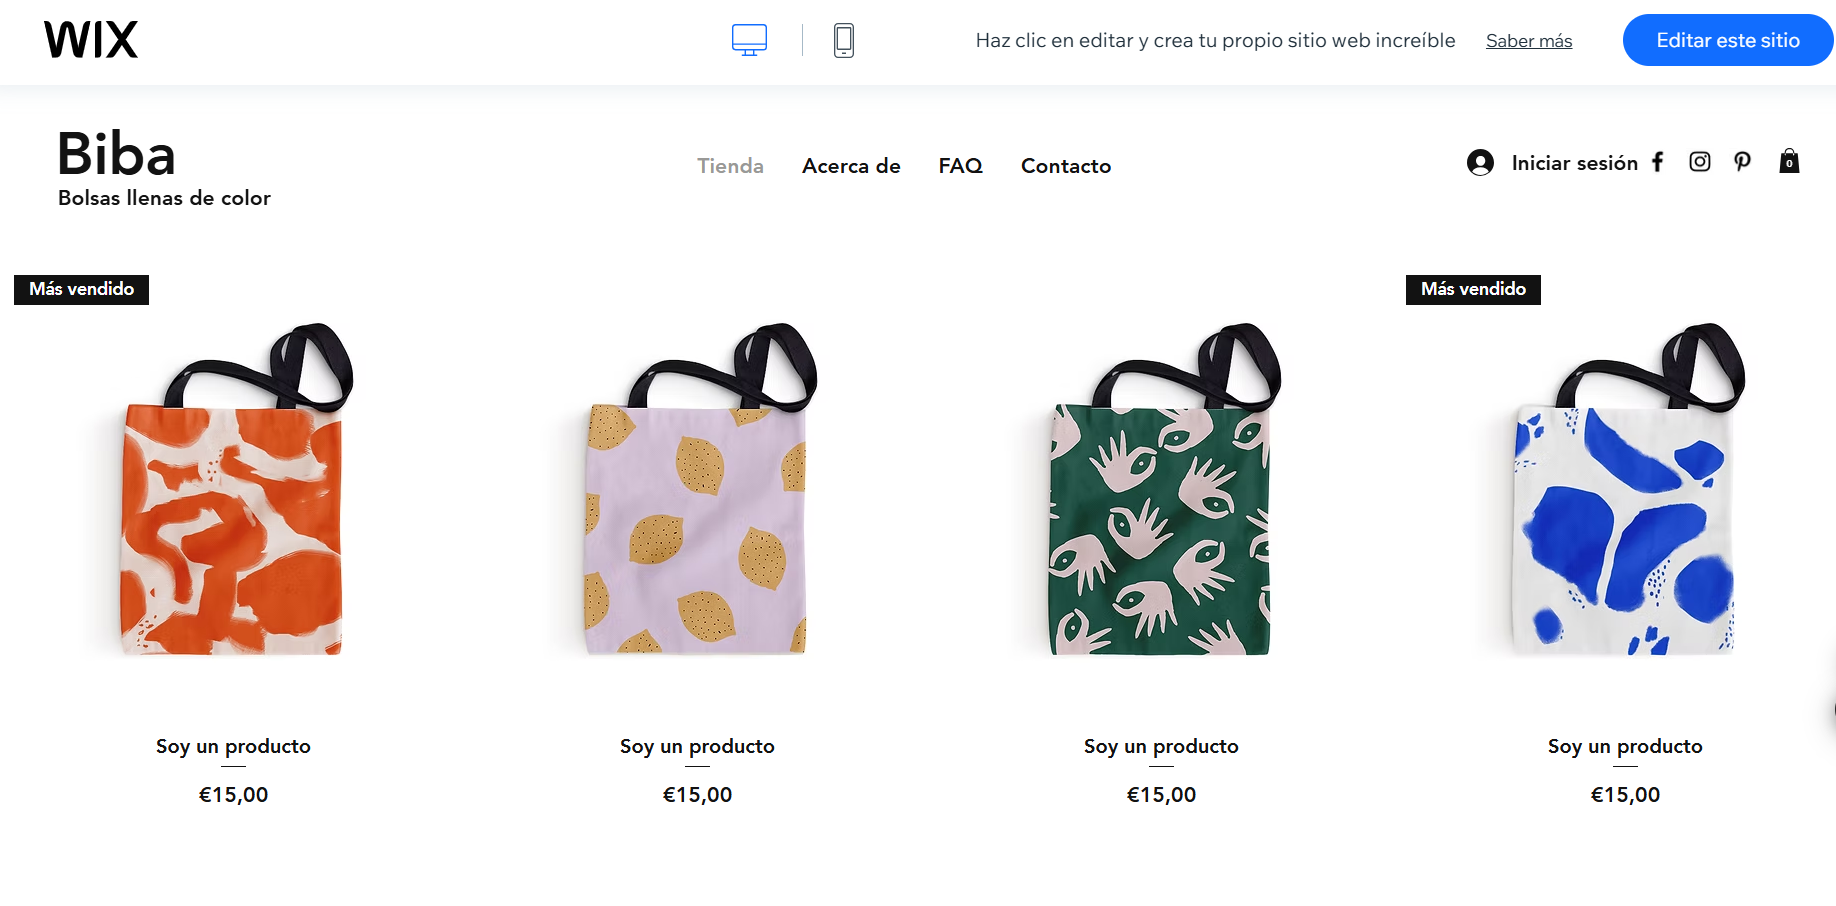 WIX
Haz clic en editar y crea tu propio sitio web increíble
Saber más
Editar este sitio
Biba
Bolsas llenas de color
Tienda
Acerca de
FAQ
Contacto
Iniciar sesión
0
Más vendido
Más vendido
Soy un producto
€15,00
Soy un producto
€15,00
Soy un producto
€15,00
Soy un producto
€15,00